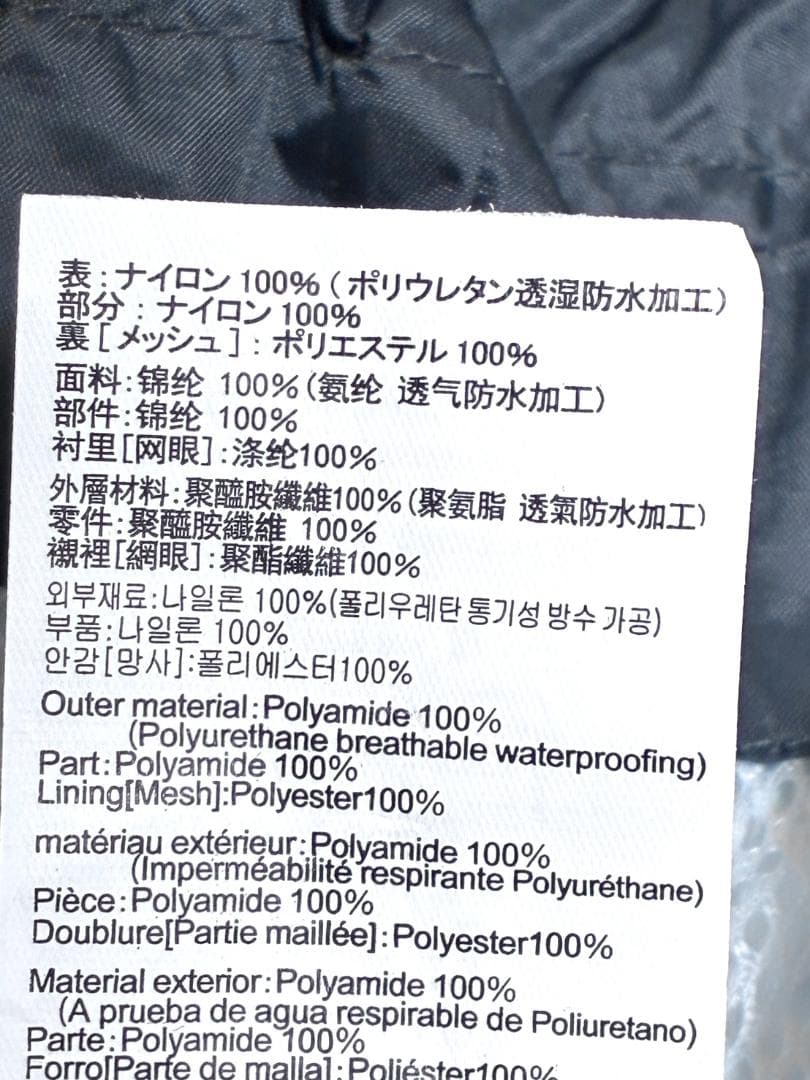 表:ナイロン 100% (ポリウレタン透湿防水加工)
部分 : ナイロン 100%
裏[メッシュ] : ポリエステル 100%
面料:锦纶 100%(氨纶 透气防水加工)
部件:锦纶 100%
衬里[网眼]:涤纶100%
外層材料:聚醯胺纖維100%(聚氨脂 透氣防水加工)
零件:聚醯胺纖維 100%
襯裡[網眼]:聚酯纖維100%
외부재료:나일론 100%(폴리우레탄 통기성 방수 가공)
부품:나일론 100%
안감[망사]:폴리에스터100%
Outer material:Polyamide 100%
(Polyurethane breathable waterproofing)
Part:Polyamide 100%
Lining[Mesh]:Polyester100%
matériau extérieur:Polyamide 100%
(Imperméabilité respirante Polyuréthane)
Pièce:Polyamide 100%
Doublure[Partie maillée]:Polyester100%
Material exterior:Polyamide 100%
(A prueba de agua respirable de Poliuretano)
Parte:Polyamide 100%
Forro[Parte de malla]:Poliéster100%